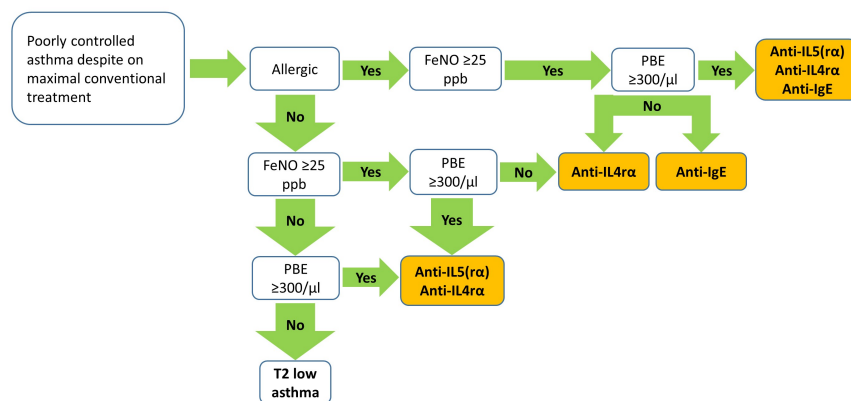 Poorly controlled
asthma despite on
maximal conventional
treatment
Allergic
Yes
FeNO ≥25
ppb
Yes
PBE
≥300/µl
Yes
Anti-IL5(rα)
Anti-IL4rα
Anti-IgE
No
No
FeNO ≥25
ppb
Yes
PBE
≥300/µl
No
Anti-IL4rα
Anti-IgE
No
Yes
PBE
≥300/µl
Yes
Anti-IL5(rα)
Anti-IL4rα
No
T2 low
asthma